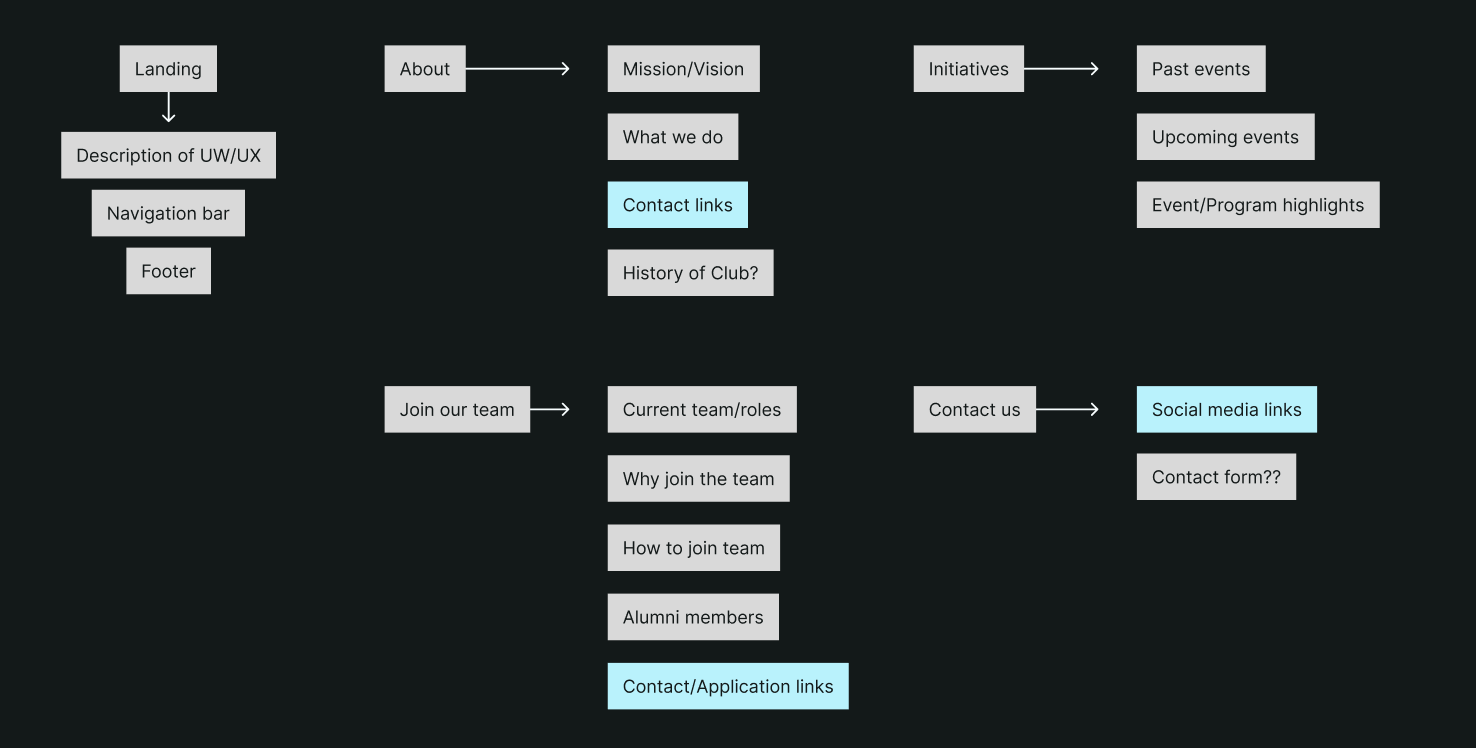 Landing
Description of UW/UX
Navigation bar
Footer
About
Mission/Vision
What we do
Contact links
History of Club?
Initiatives
Past events
Upcoming events
Event/Program highlights
Join our team
Current team/roles
Why join the team
How to join team
Alumni members
Contact/Application links
Contact us
Social media links
Contact form??